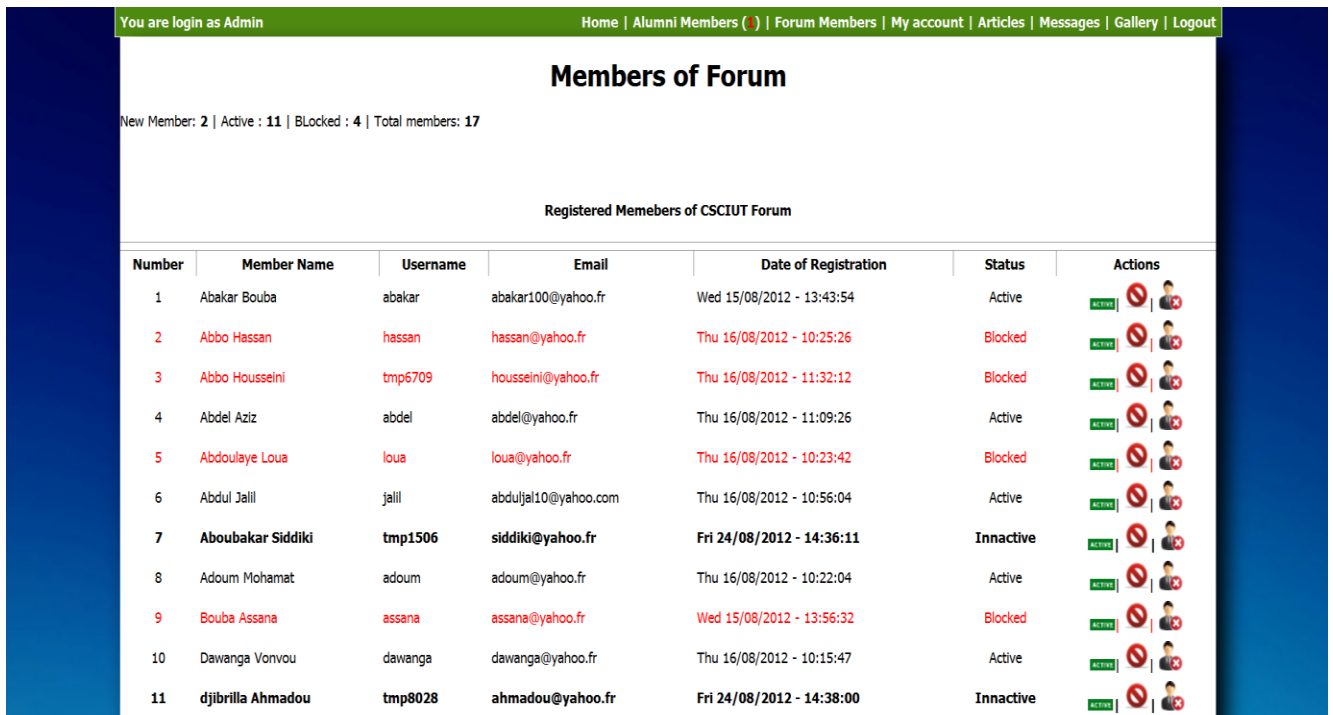 You are login as Admin Home | Alumni Members (1) | Forum Members | My account | Articles | Messages | Gallery | Logout
Members of Forum
New Member: 2 | Active : 11 | BLocked : 4 | Total members: 17
Registered Memebers of CSCIUT Forum
Number Member Name Username Email Date of Registration Status Actions
1 Abakar Bouba abakar abakar100@yahoo.fr Wed 15/08/2012 - 13:43:54 Active ACTIVE | |
2 Abbo Hassan hassan hassan@yahoo.fr Thu 16/08/2012 - 10:25:26 Blocked ACTIVE | |
3 Abbo Housseini tmp6709 housseini@yahoo.fr Thu 16/08/2012 - 11:32:12 Blocked ACTIVE | |
4 Abdel Aziz abdel abdel@yahoo.fr Thu 16/08/2012 - 11:09:26 Active ACTIVE | |
5 Abdoulaye Loua loua loua@yahoo.fr Thu 16/08/2012 - 10:23:42 Blocked ACTIVE | |
6 Abdul Jalil jalil abduljal10@yahoo.com Thu 16/08/2012 - 10:56:04 Active ACTIVE | |
7 Aboubakar Siddiki tmp1506 siddiki@yahoo.fr Fri 24/08/2012 - 14:36:11 Innactive ACTIVE | |
8 Adoum Mohamat adoum adoum@yahoo.fr Thu 16/08/2012 - 10:22:04 Active ACTIVE | |
9 Bouba Assana assana assana@yahoo.fr Wed 15/08/2012 - 13:56:32 Blocked ACTIVE | |
10 Dawanga Vonvou dawanga dawanga@yahoo.fr Thu 16/08/2012 - 10:15:47 Active ACTIVE | |
11 djibrilla Ahmadou tmp8028 ahmadou@yahoo.fr Fri 24/08/2012 - 14:38:00 Innactive ACTIVE | |